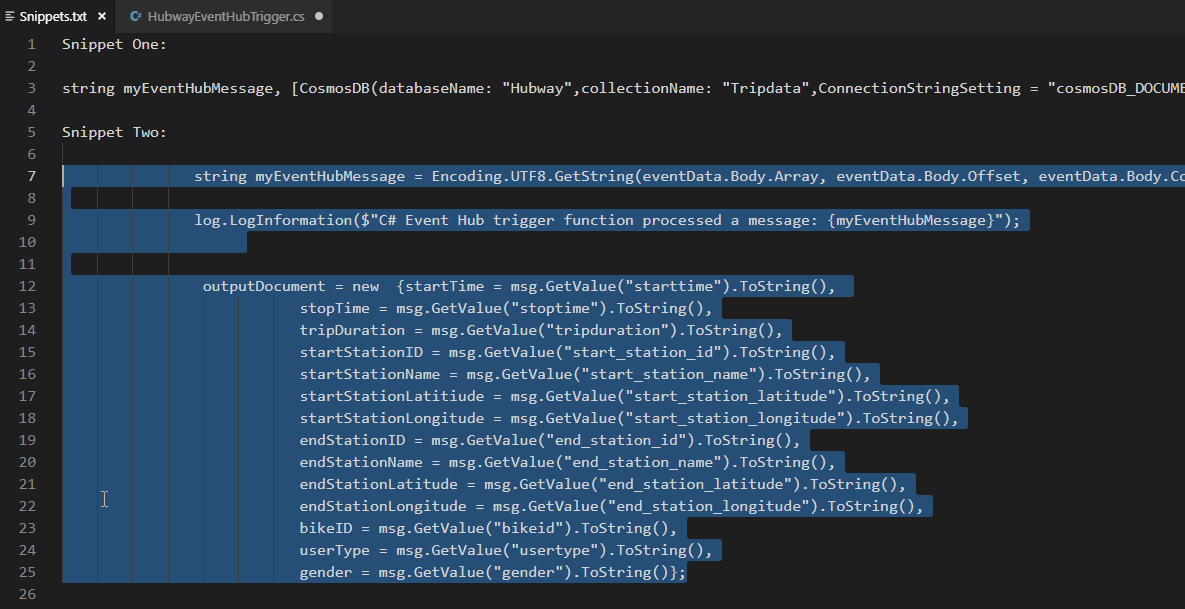 Snippets.txt × HubwayEventHubTrigger.cs
1 Snippet One:
2
3 string myEventHubMessage, [CosmosDB(databaseName: "Hubway",collectionName: "Tripdata",ConnectionStringSetting = "cosmosDB_DOCUME
4
5 Snippet Two:
6
7 string myEventHubMessage = Encoding.UTF8.GetString(eventData.Body.Array, eventData.Body.Offset, eventData.Body.Co
8
9 log.LogInformation($"C# Event Hub trigger function processed a message: {myEventHubMessage}");
10
11
12 outputDocument = new  {startTime = msg.GetValue("starttime").ToString(),
13 stopTime = msg.GetValue("stoptime").ToString(),
14 tripDuration = msg.GetValue("tripduration").ToString(),
15 startStationID = msg.GetValue("start_station_id").ToString(),
16 startStationName = msg.GetValue("start_station_name").ToString(),
17 startStationLatitiude = msg.GetValue("start_station_latitude").ToString(),
18 startStationLongitude = msg.GetValue("start_station_longitude").ToString(),
19 endStationID = msg.GetValue("end_station_id").ToString(),
20 endStationName = msg.GetValue("end_station_name").ToString(),
21 endStationLatitude = msg.GetValue("end_station_latitude").ToString(),
22 endStationLongitude = msg.GetValue("end_station_longitude").ToString(),
23 bikeID = msg.GetValue("bikeid").ToString(),
24 userType = msg.GetValue("usertype").ToString(),
25 gender = msg.GetValue("gender").ToString()};
26